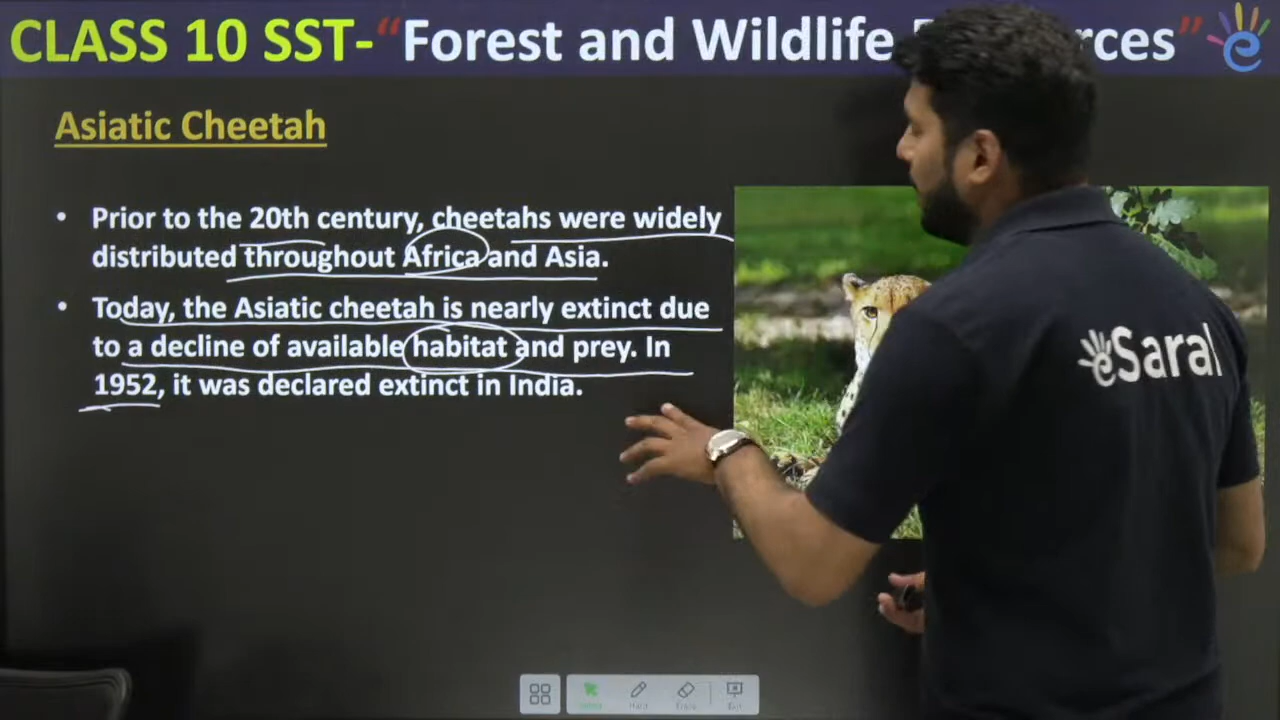 CLASS 10 SST-“Forest and Wildlife
rces”
Asiatic Cheetah
• Prior to the 20th century, cheetahs were widely
distributed throughout Africa and Asia.
• Today, the Asiatic cheetah is nearly extinct due
to a decline of available habitat and prey. In
1952, it was declared extinct in India.
eSaral